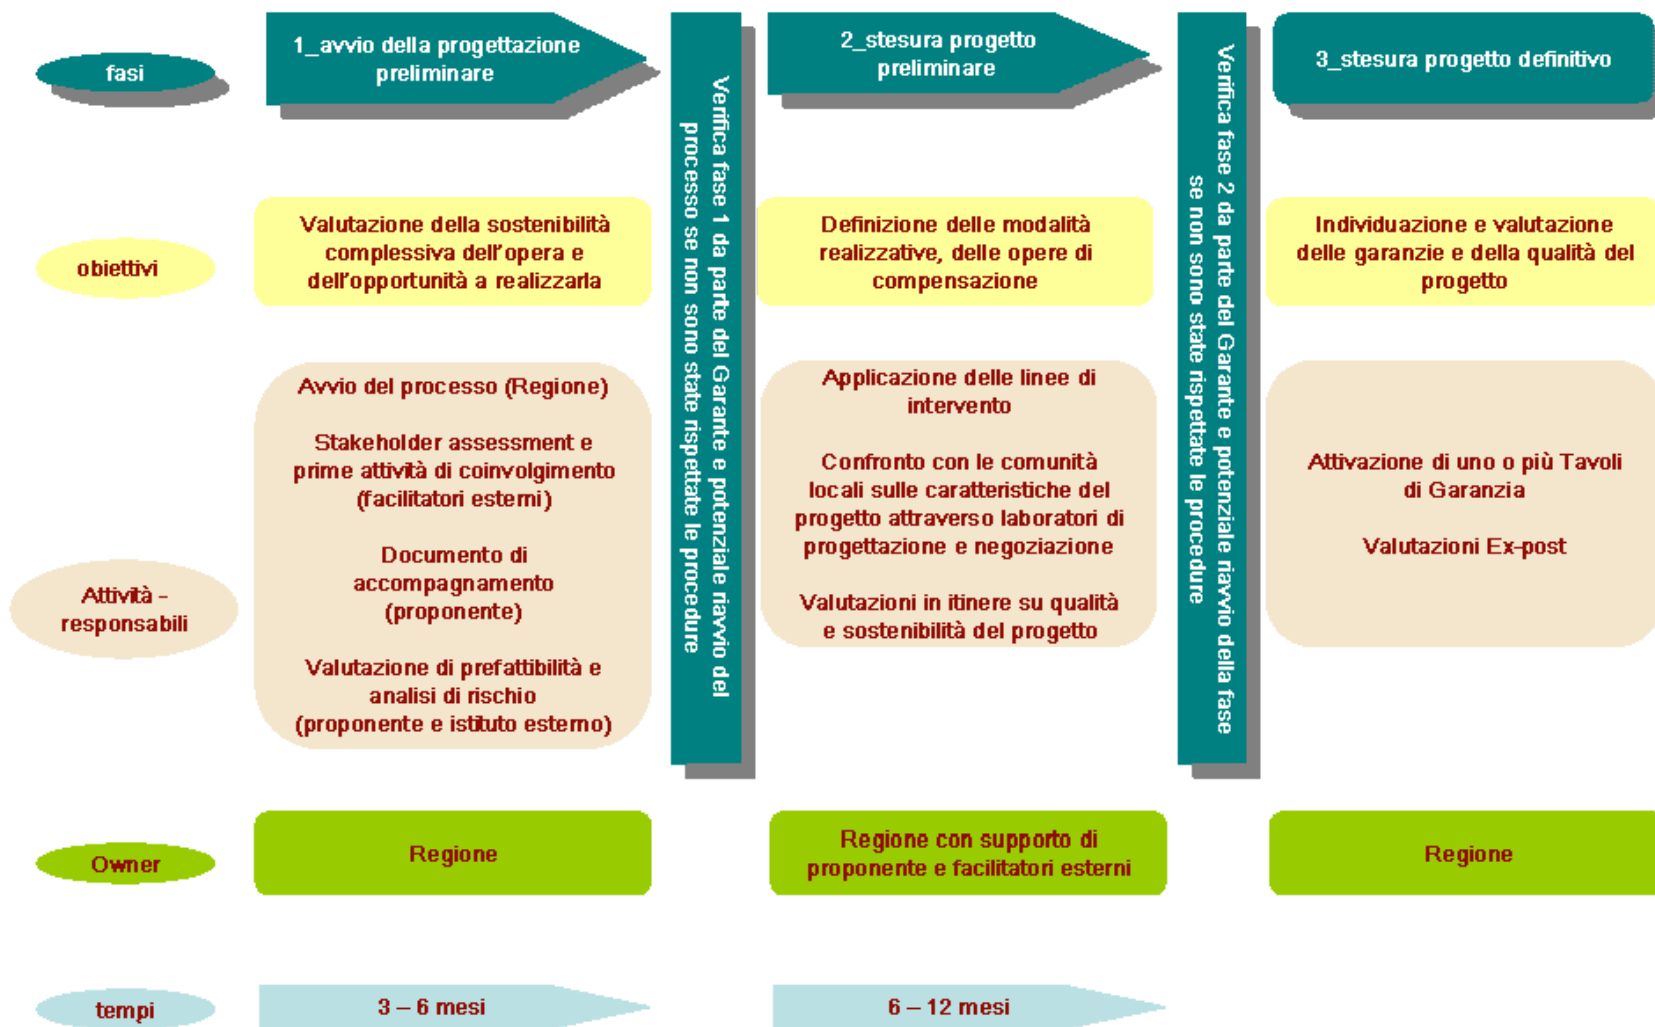 fasi
1_avvio della progettazione
preliminare
Verifica fase 1 da parte del Garante e potenziale riavvio del
processo se non sono state rispettate le procedure
2_stesura progetto
preliminare
Verifica fase 2 da parte del Garante e potenziale riavvio della fase
se non sono state rispettate le procedure
3_stesura progetto definitivo
obiettivi
Valutazione della sostenibilità
complessiva dell'opera e
dell'opportunità a realizzarla
Definizione delle modalità
realizzative, delle opere di
compensazione
Individuazione e valutazione
delle garanzie e della qualità del
progetto
Attività -
responsabili
Avvio del processo (Regione)
Stakeholder assessment e
prime attività di coinvolgimento
(facilitatori esterni)
Documento di
accompagnamento
(proponente)
Valutazione di prefattibilità e
analisi di rischio
(proponente e istituto esterno)
Applicazione delle linee di
intervento
Confronto con le comunità
locali sulle caratteristiche del
progetto attraverso laboratori di
progettazione e negoziazione
Valutazioni in itinere su qualità
e sostenibilità del progetto
Attivazione di uno o più Tavoli
di Garanzia
Valutazioni Ex-post
Owner
Regione
Regione con supporto di
proponente e facilitatori esterni
Regione
tempi
3 – 6 mesi
6 – 12 mesi